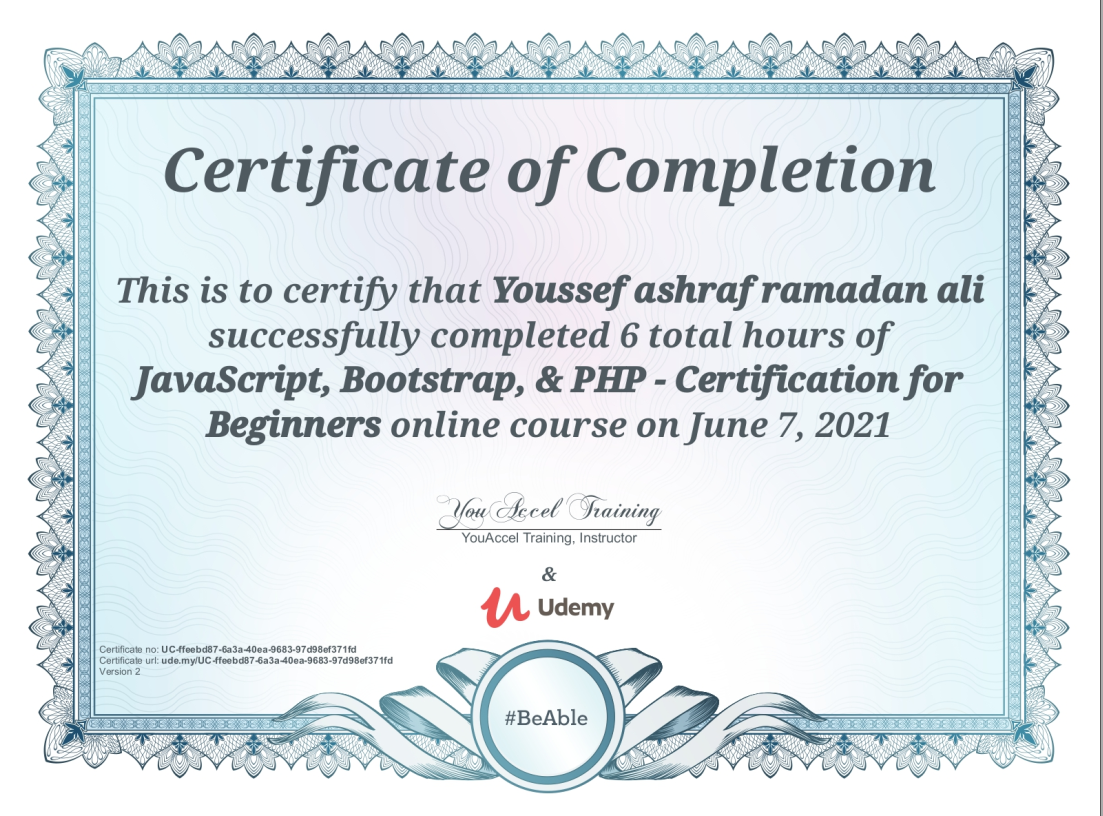 Certificate of Completion
This is to certify that Youssef ashraf ramadan ali
successfully completed 6 total hours of
JavaScript, Bootstrap, & PHP - Certification for
Beginners online course on June 7, 2021
YouAccel Training
YouAccel Training, Instructor
&
Udemy
Certificate no: UC-ffeebd87-6a3a-40ea-9683-97d98ef371fd
Certificate url: ude.my/UC-ffeebd87-6a3a-40ea-9683-97d98ef371fd
Version 2
#BeAble